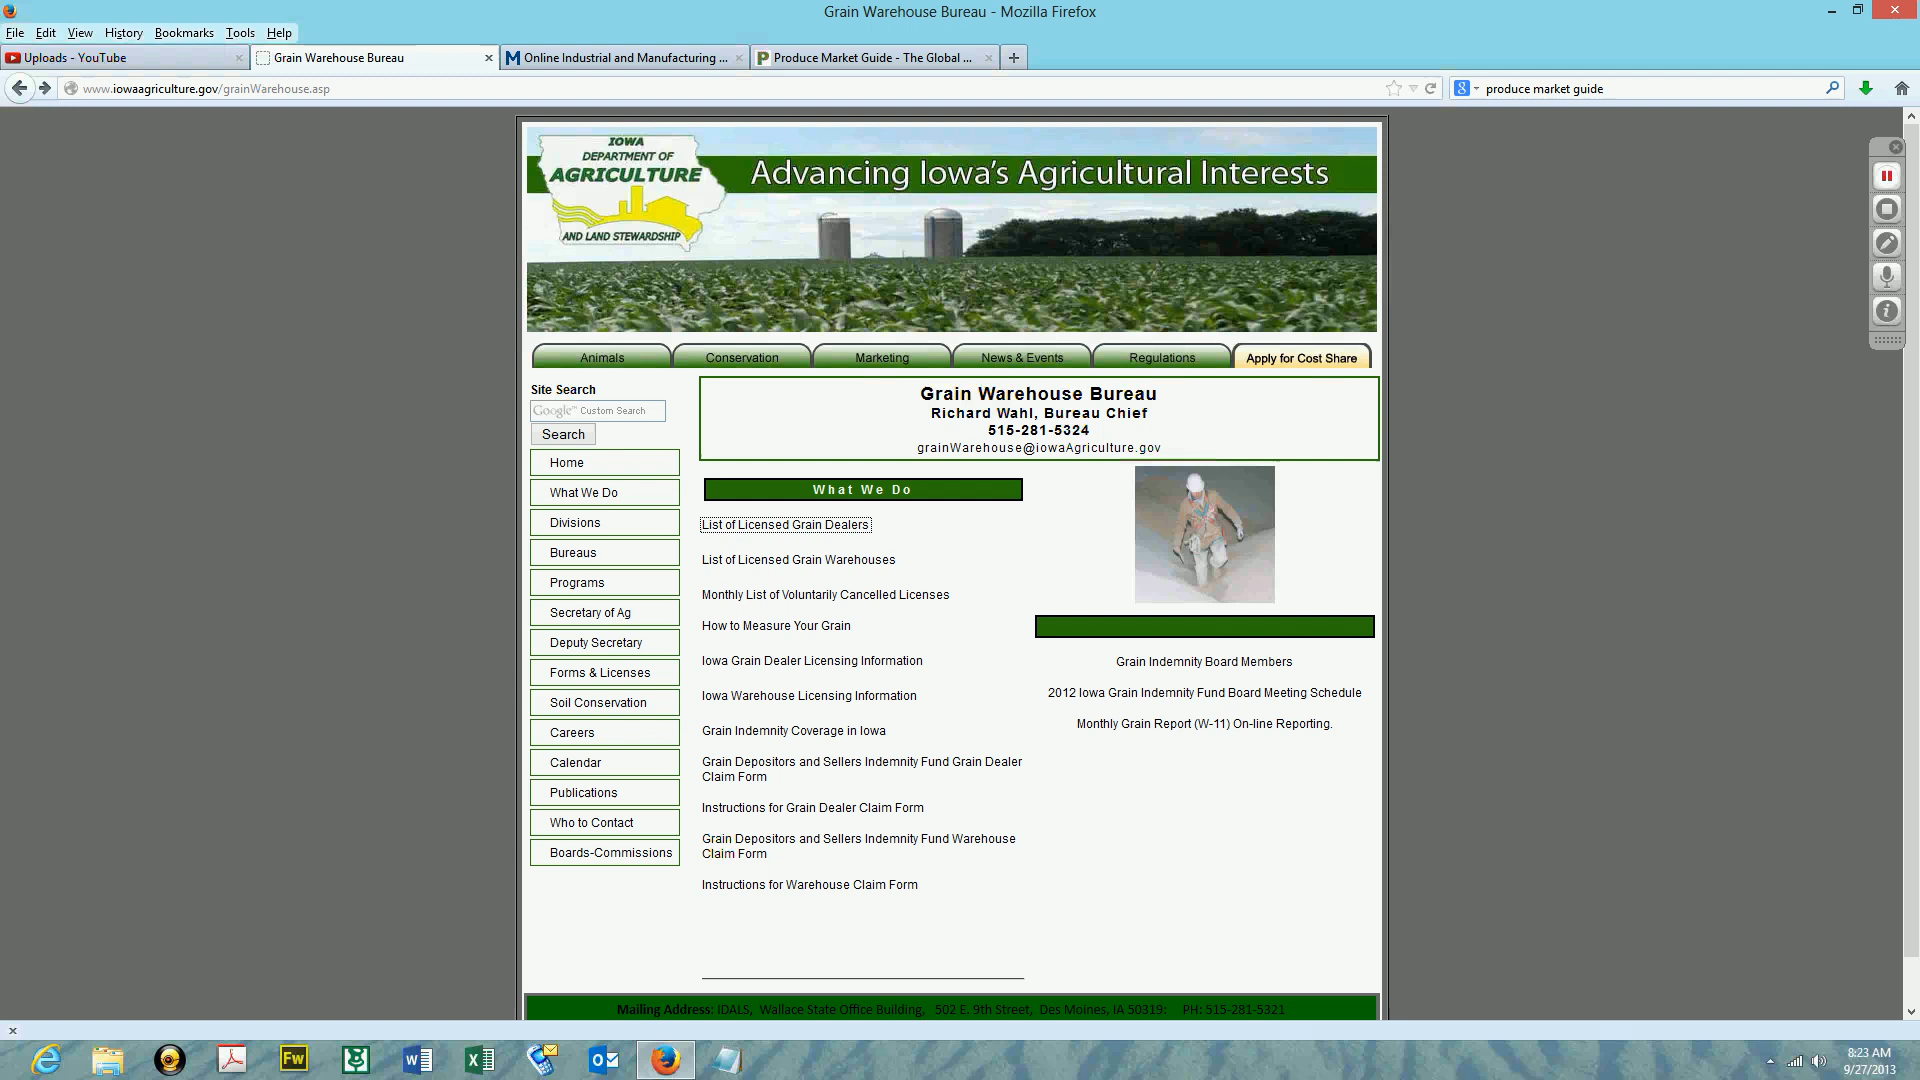 Grain Warehouse Bureau - Mozilla Firefox
File Edit View History Bookmarks Tools Help
Uploads - YouTube
Grain Warehouse Bureau
Online Industrial and Manufacturing ...
Produce Market Guide - The Global ...
www.iowaagriculture.gov/grainWarehouse.asp
produce market guide
IOWA
DEPARTMENT OF
AGRICULTURE
AND LAND STEWARDSHIP
Advancing Iowa's Agricultural Interests
Animals
Conservation
Marketing
News & Events
Regulations
Apply for Cost Share
Site Search
Google™ Custom Search
Search
Home
What We Do
Divisions
Bureaus
Programs
Secretary of Ag
Deputy Secretary
Forms & Licenses
Soil Conservation
Careers
Calendar
Publications
Who to Contact
Boards-Commissions
Grain Warehouse Bureau
Richard Wahl, Bureau Chief
515-281-5324
grainWarehouse@iowaAgriculture.gov
What We Do
List of Licensed Grain Dealers
List of Licensed Grain Warehouses
Monthly List of Voluntarily Cancelled Licenses
How to Measure Your Grain
Iowa Grain Dealer Licensing Information
Iowa Warehouse Licensing Information
Grain Indemnity Coverage in Iowa
Grain Depositors and Sellers Indemnity Fund Grain Dealer
Claim Form
Instructions for Grain Dealer Claim Form
Grain Depositors and Sellers Indemnity Fund Warehouse
Claim Form
Instructions for Warehouse Claim Form
Grain Indemnity Board Members
2012 Iowa Grain Indemnity Fund Board Meeting Schedule
Monthly Grain Report (W-11) On-line Reporting.
Mailing Address: IDALS, Wallace State Office Building, 502 E. 9th Street, Des Moines, IA 50319: PH: 515-281-5321
Fw
8:23 AM
9/27/2013